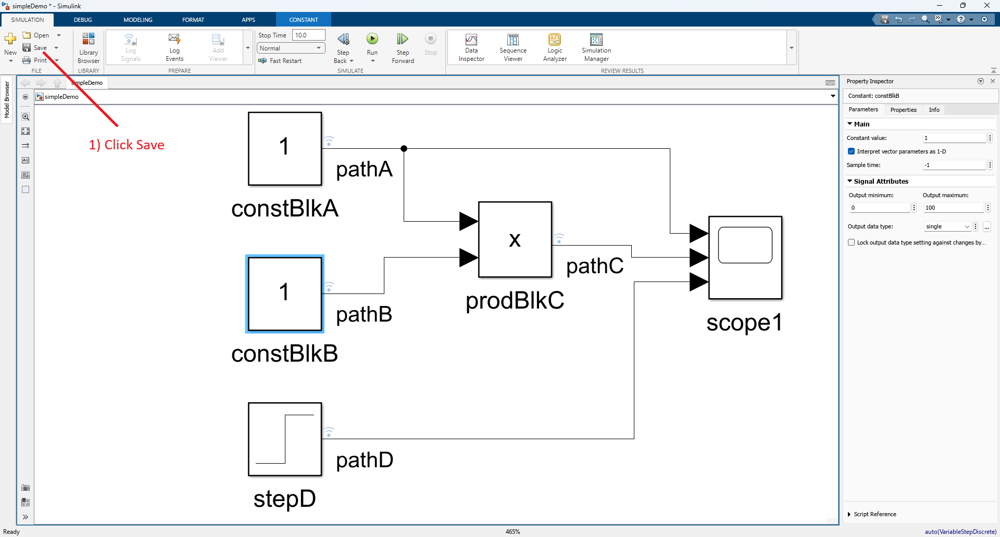 simpleDemo * - Simulink
SIMULATION DEBUG MODELING FORMAT APPS CONSTANT
New
Open
Save
Print
FILE
Library Browser
LIBRARY
Log Signals
Log Events
Add Viewer
PREPARE
Stop Time 10.0
Normal
Fast Restart
Step Back
Run
Step Forward
Stop
SIMULATE
Data Inspector
Sequence Viewer
Logic Analyzer
Simulation Manager
REVIEW RESULTS
Model Browser
simpleDemo
simpleDemo
1) Click Save
1
pathA
constBlkA
1
pathB
constBlkB
x
pathC
prodBlkC
scope1
pathD
stepD
Property Inspector
Constant: constBlkB
Parameters Properties Info
Main
Constant value: 1
Interpret vector parameters as 1-D
Sample time: -1
Signal Attributes
Output minimum: Output maximum:
0 100
Output data type: single ...
Lock output data type setting against changes by...
Script Reference
Ready 465% auto(VariableStepDiscrete)